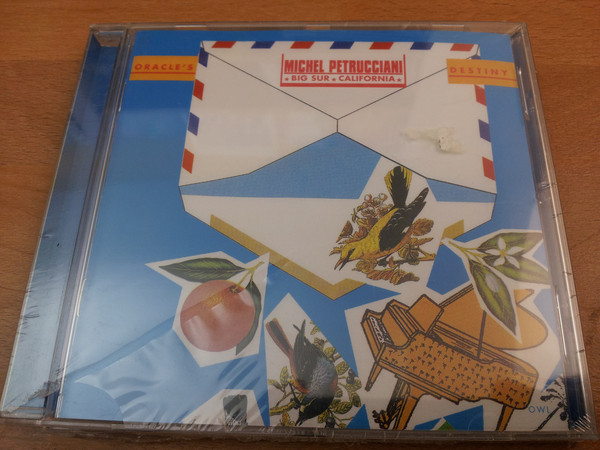 ORACLE'S
MICHEL PETRUCCIANI
BIG SUR ★ CALIFORNIA
DESTINY
OWL